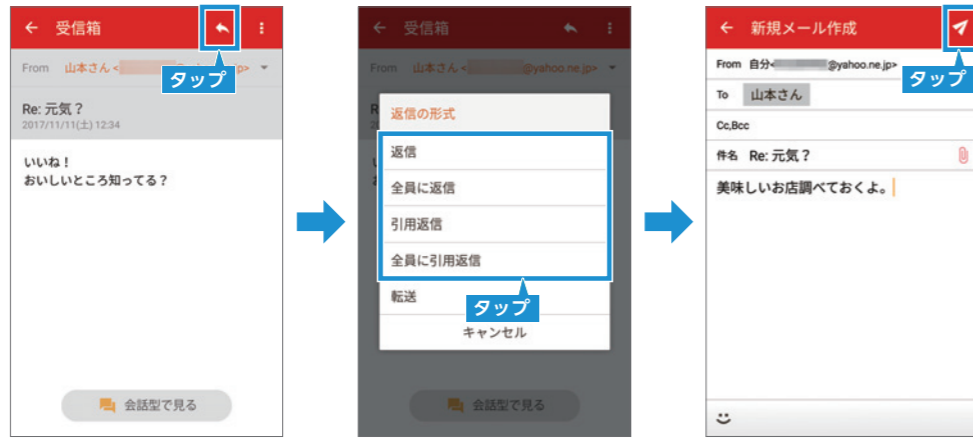 受信箱
From 山本さん<
p>
タップ
Re: 元気？
2017/11/11(土) 12:34
いいね！
おいしいところ知ってる？
会話型で見る
受信箱
From 山本さん< @yahoo.ne.jp>
R
返信の形式
返信
全員に返信
引用返信
全員に引用返信
転送
タップ
キャンセル
会話型で見る
新規メール作成
From 自分< @yahoo.ne.jp>
タップ
To 山本さん
Cc,Bcc
件名 Re: 元気？
美味しいお店調べておくよ。